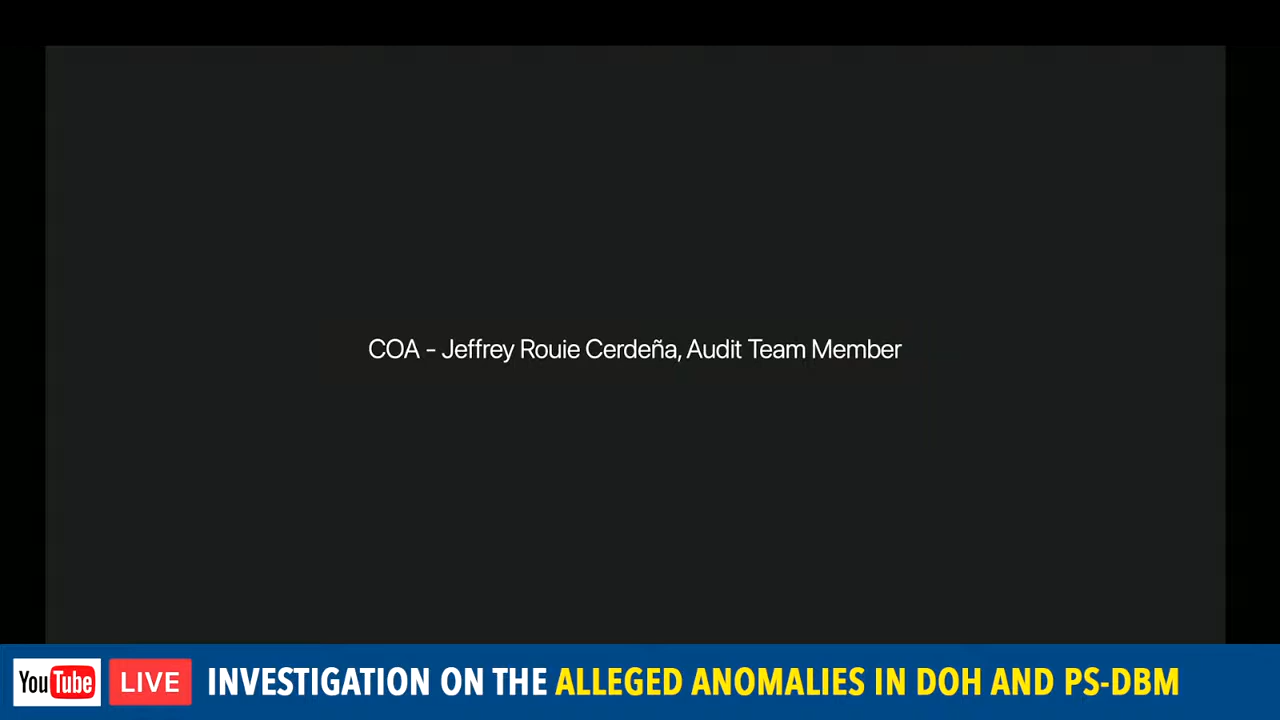 COA - Jeffrey Rouie Cerdeña, Audit Team Member
YouTube LIVE INVESTIGATION ON THE ALLEGED ANOMALIES IN DOH AND PS-DBM